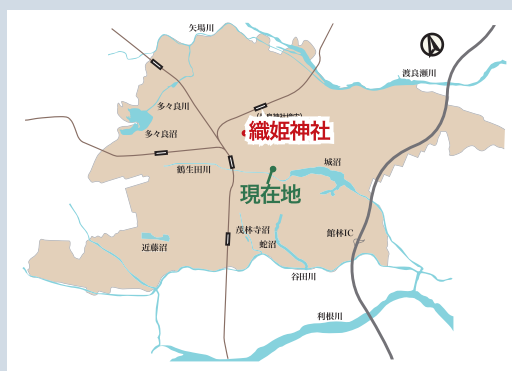 矢場川
渡良瀬川
多々良川
織姫神社
多々良沼
城沼
鶴生田川
現在地
茂林寺沼
館林IC
近藤沼
蛇沼
谷田川
利根川